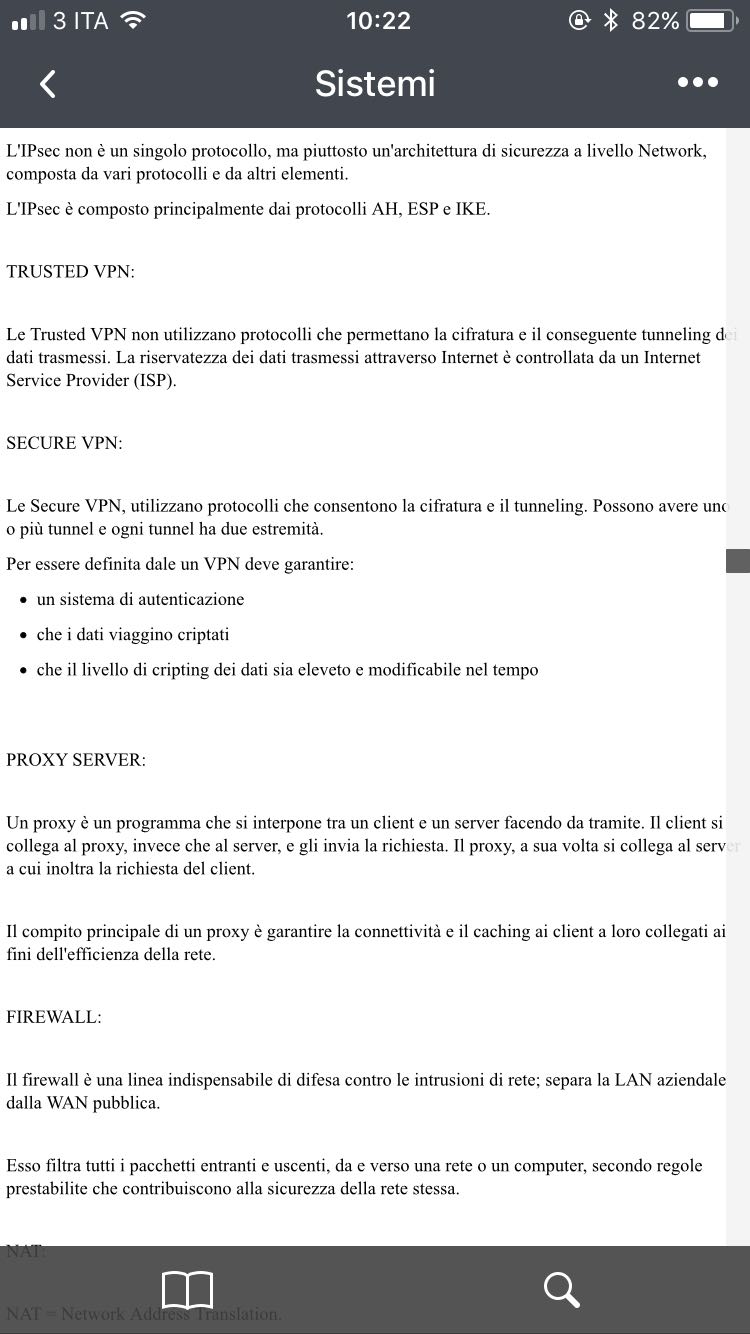 3 ITA 10:22 82%
Sistemi
L'IPsec non è un singolo protocollo, ma piuttosto un'architettura di sicurezza a livello Network,
composta da vari protocolli e da altri elementi.
L'IPsec è composto principalmente dai protocolli AH, ESP e IKE.
TRUSTED VPN:
Le Trusted VPN non utilizzano protocolli che permettano la cifratura e il conseguente tunneling dei
dati trasmessi. La riservatezza dei dati trasmessi attraverso Internet è controllata da un Internet
Service Provider (ISP).
SECURE VPN:
Le Secure VPN, utilizzano protocolli che consentono la cifratura e il tunneling. Possono avere uno
o più tunnel e ogni tunnel ha due estremità.
Per essere definita dale un VPN deve garantire:
• un sistema di autenticazione
• che i dati viaggino criptati
• che il livello di cripting dei dati sia eleveto e modificabile nel tempo
PROXY SERVER:
Un proxy è un programma che si interpone tra un client e un server facendo da tramite. Il client si
collega al proxy, invece che al server, e gli invia la richiesta. Il proxy, a sua volta si collega al server
a cui inoltra la richiesta del client.
Il compito principale di un proxy è garantire la connettività e il caching ai client a loro collegati ai
fini dell'efficienza della rete.
FIREWALL:
Il firewall è una linea indispensabile di difesa contro le intrusioni di rete; separa la LAN aziendale
dalla WAN pubblica.
Esso filtra tutti i pacchetti entranti e uscenti, da e verso una rete o un computer, secondo regole
prestabilite che contribuiscono alla sicurezza della rete stessa.
NAT:
NAT = Network Address Translation.